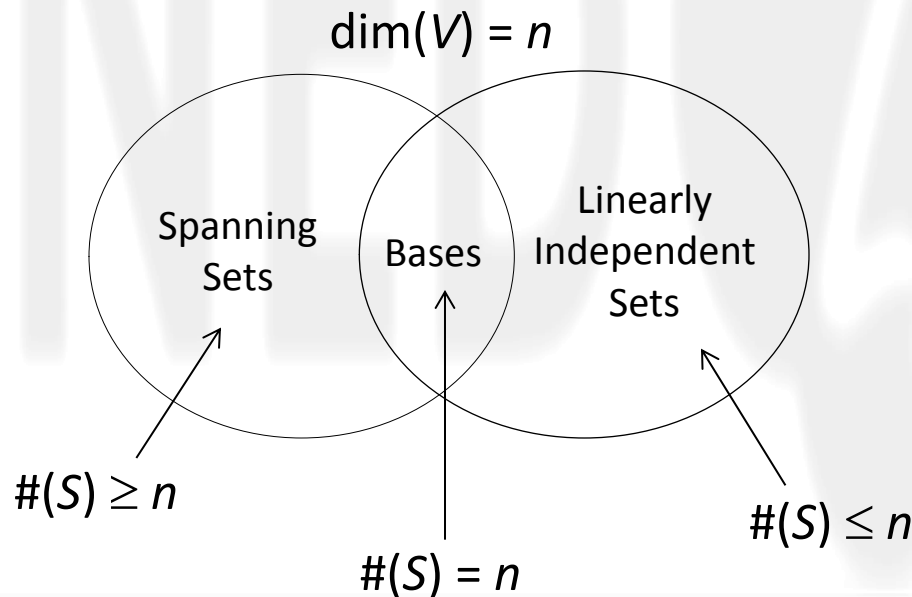 dim(V) = n
Spanning
Sets
Bases
Linearly
Independent
Sets
#(S) ≥ n
#(S) = n
#(S) ≤ n